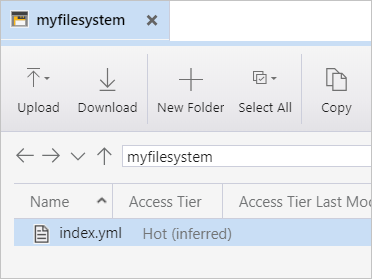 myfilesystem
Upload Download New Folder Select All Copy
myfilesystem
Name Access Tier Access Tier Last Mod
index.yml Hot (inferred)